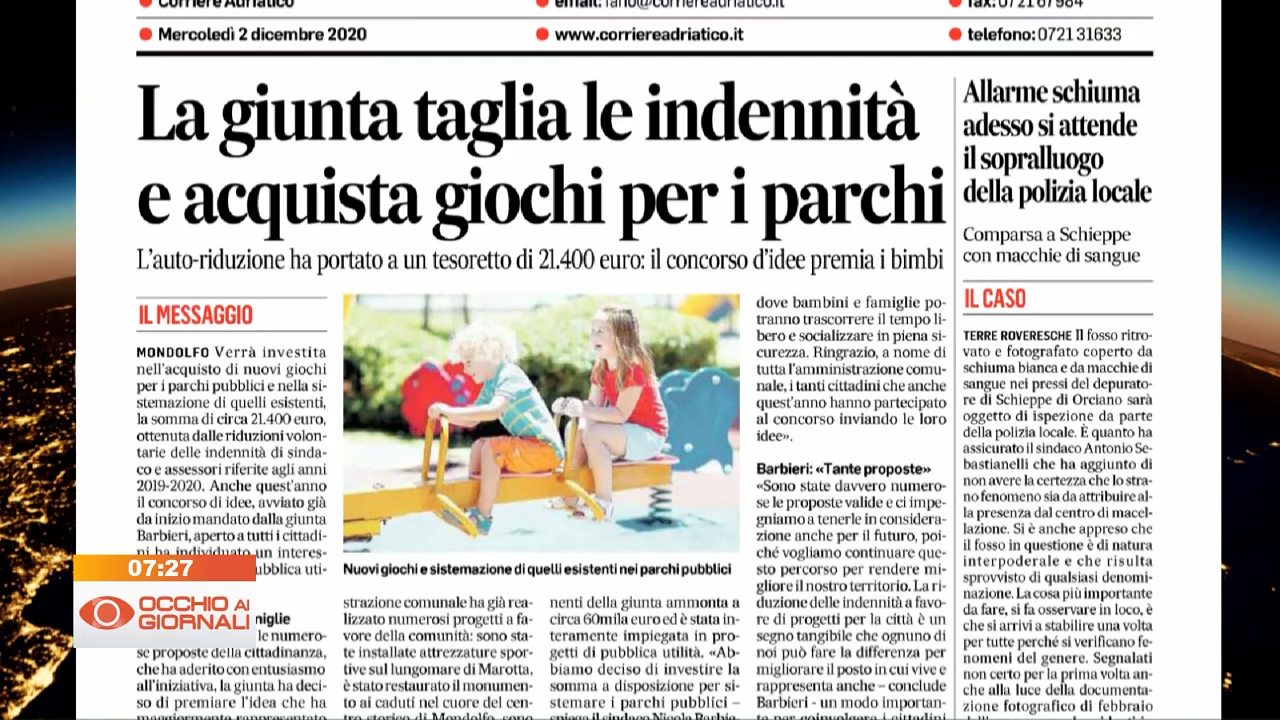 Corriere Adriatico
email: fano@corriereadriatico.it
fax: 0721 67984
Mercoledì 2 dicembre 2020
www.corriereadriatico.it
telefono: 0721 31633
La giunta taglia le indennità
e acquista giochi per i parchi
L'auto-riduzione ha portato a un tesoretto di 21.400 euro: il concorso d'idee premia i bimbi
IL MESSAGGIO
MONDOLFO Verrà investita
nell'acquisto di nuovi giochi
per i parchi pubblici e nella si-
stemazione di quelli esistenti,
la somma di circa 21.400 euro,
ottenuta dalle riduzioni volon-
tarie delle indennità di sinda-
co e assessori riferite agli anni
2019-2020. Anche quest'anno
il concorso di idee, avviato già
da inizio mandato dalla giunta
Barbieri, aperto a tutti i cittadi-
ni ha individuato un interes-
ubblica uti-
niglie
le numero-
se proposte della cittadinanza,
che ha aderito con entusiasmo
all'iniziativa, la giunta ha deci-
so di premiare l'idea che ha
maggiormente rappresentato
Nuovi giochi e sistemazione di quelli esistenti nei parchi pubblici
strazione comunale ha già rea-
lizzato numerosi progetti a fa-
vore della comunità: sono sta-
te installate attrezzature spor-
tive sul lungomare di Marotta,
è stato restaurato il monumen-
to ai caduti nel cuore del cen-
tro storico di Mondolfo, sono
nenti della giunta ammonta a
circa 60mila euro ed è stata in-
teramente impiegata in pro-
getti di pubblica utilità. «Ab-
biamo deciso di investire la
somma a disposizione per si-
stemare i parchi pubblici –
spiega il sindaco Nicola Barbie-
dove bambini e famiglie po-
tranno trascorrere il tempo li-
bero e socializzare in piena si-
curezza. Ringrazio, a nome di
tutta l'amministrazione comu-
nale, i tanti cittadini che anche
quest'anno hanno partecipato
al concorso inviando le loro
idee».
Barbieri: «Tante proposte»
«Sono state davvero numero-
se le proposte valide e ci impe-
gniamo a tenerle in considera-
zione anche per il futuro, poi-
ché vogliamo continuare que-
sto percorso per rendere mi-
gliore il nostro territorio. La ri-
duzione delle indennità a favo-
re di progetti per la città è un
segno tangibile che ognuno di
noi può fare la differenza per
migliorare il posto in cui vive e
rappresenta anche – conclude
Barbieri - un modo importan-
te per coinvolgere i cittadini
Allarme schiuma
adesso si attende
il sopralluogo
della polizia locale
Comparsa a Schieppe
con macchie di sangue
IL CASO
TERRE ROVERESCHE Il fosso ritro-
vato e fotografato coperto da
schiuma bianca e da macchie di
sangue nei pressi del depurato-
re di Schieppe di Orciano sarà
oggetto di ispezione da parte
della polizia locale. È quanto ha
assicurato il sindaco Antonio Se-
bastianelli che ha aggiunto di
non avere la certezza che lo stra-
no fenomeno sia da attribuire al-
la presenza dal centro di macel-
lazione. Si è anche appreso che
il fosso in questione è di natura
interpoderale e che risulta
sprovvisto di qualsiasi denomi-
nazione. La cosa più importante
da fare, si fa osservare in loco, è
che si arrivi a stabilire una volta
per tutte perché si verificano fe-
nomeni del genere. Segnalati
non certo per la prima volta an-
che alla luce della documenta-
zione fotografico di febbraio
07:27
OCCHIO AI
GIORNALI